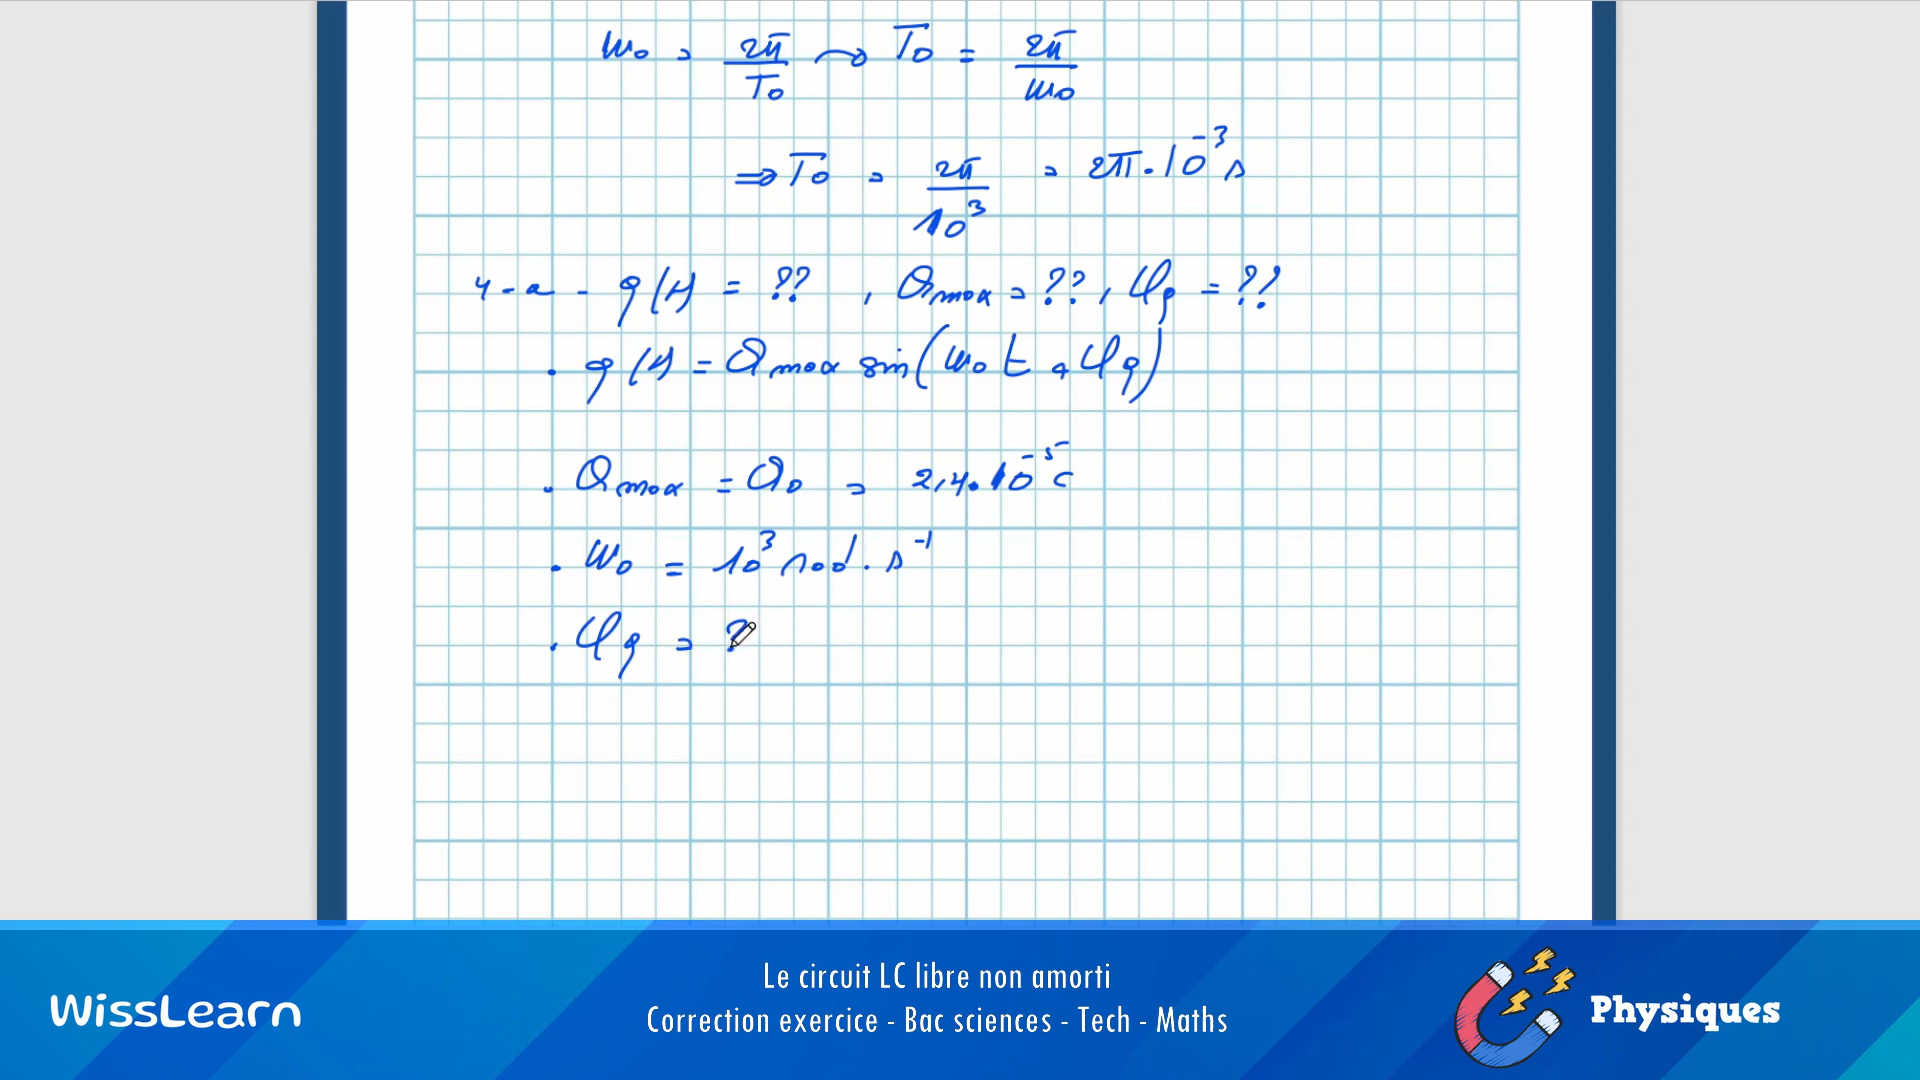 ω₀ = 2π/T₀ → T₀ = 2π/ω₀
⇒ T₀ = 2π/10³ = 2π.10⁻³ s
4-a- q(t) = ?? , Qmax = ?? , φq = ??
. q(t) = Qmax sin(ω₀t + φq)
. Qmax = Q₀ = 2,4.10⁻⁵ C
. ω₀ = 10³ rad.s⁻¹
. φq = ?
Le circuit LC libre non amorti
Correction exercice - Bac sciences - Tech - Maths
WissLearn
Physiques